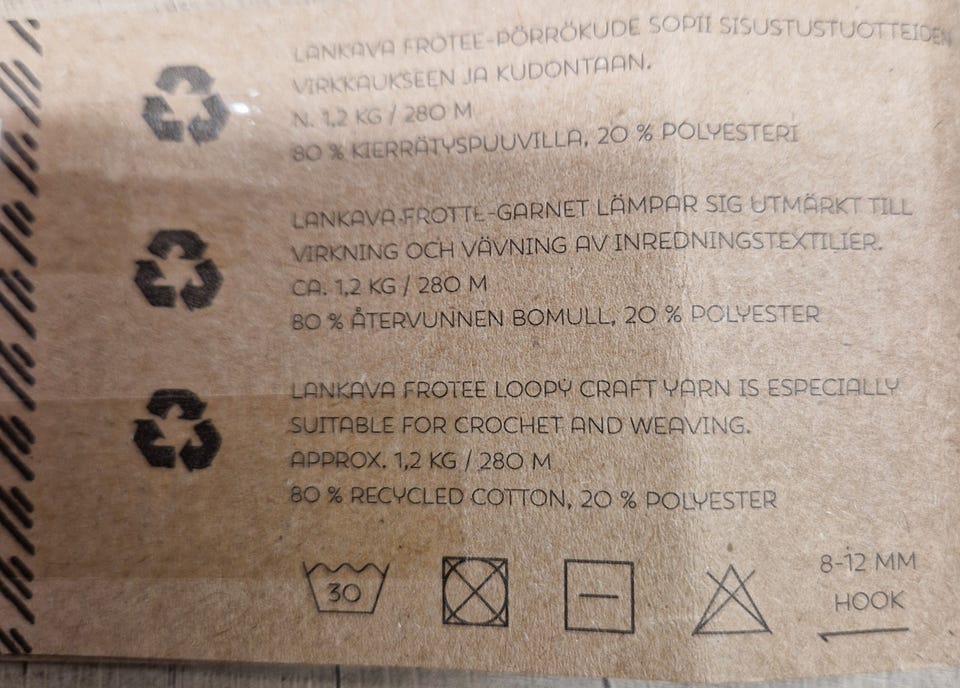 LANKAVA FROTEE-PÖRRÖKUDE SOPII SISUSTUSTUOTTEIDEN
VIRKKAUKSEEN JA KUDONTAAN.
N. 1,2 KG / 280 M
80 % KIERRÄTYSPUUVILLA, 20 % POLYESTERI
LANKAVA FROTTE-GARNET LÄMPAR SIG UTMÄRKT TILL
VIRKNING OCH VÄVNING AV INREDNINGSTEXTILIER.
CA. 1,2 KG / 280 M
80 % ÅTERVUNNEN BOMULL, 20 % POLYESTER
LANKAVA FROTEE LOOPY CRAFT YARN IS ESPECIALLY
SUITABLE FOR CROCHET AND WEAVING.
APPROX. 1,2 KG / 280 M
80 % RECYCLED COTTON, 20 % POLYESTER
30
8-12 MM
HOOK